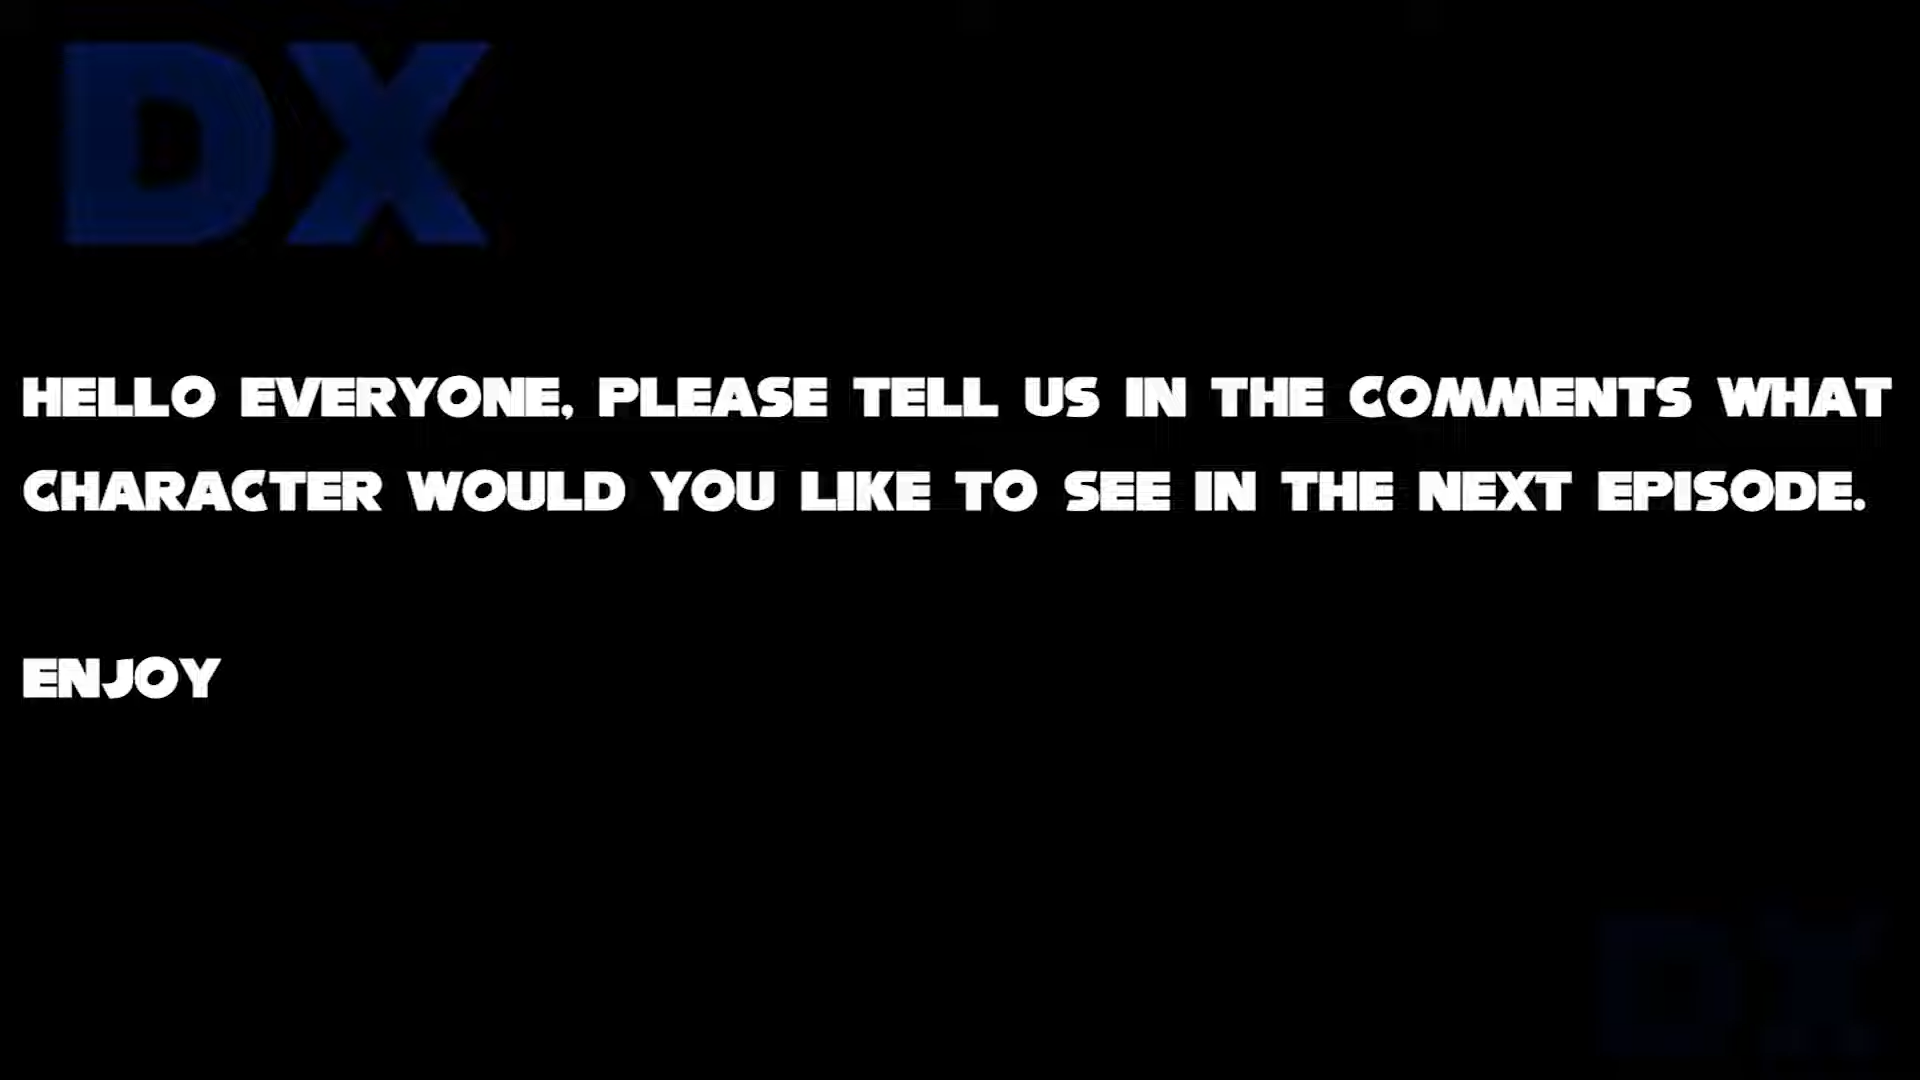 DX
HELLO EVERYONE, PLEASE TELL US IN THE COMMENTS WHAT
CHARACTER WOULD YOU LIKE TO SEE IN THE NEXT EPISODE.
ENJOY
DX